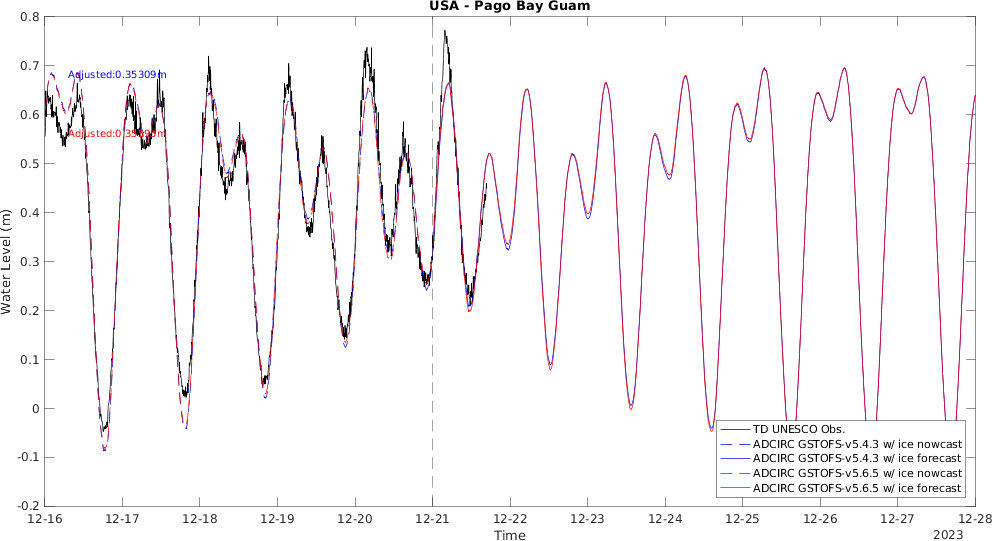 USA - Pago Bay Guam
0.8
0.7
0.6
0.5
0.4
0.3
0.2
0.1
0
-0.1
-0.2
Water Level (m)
Adjusted:0.35309m
TD UNESCO Obs.
ADCIRC GSTOFS-v5.4.3 w/ ice nowcast
ADCIRC GSTOFS-v5.4.3 w/ ice forecast
ADCIRC GSTOFS-v5.6.5 w/ ice nowcast
ADCIRC GSTOFS-v5.6.5 w/ ice forecast
12-16 12-17 12-18 12-19 12-20 12-21 12-22 12-23 12-24 12-25 12-26 12-27 12-28
Time
2023